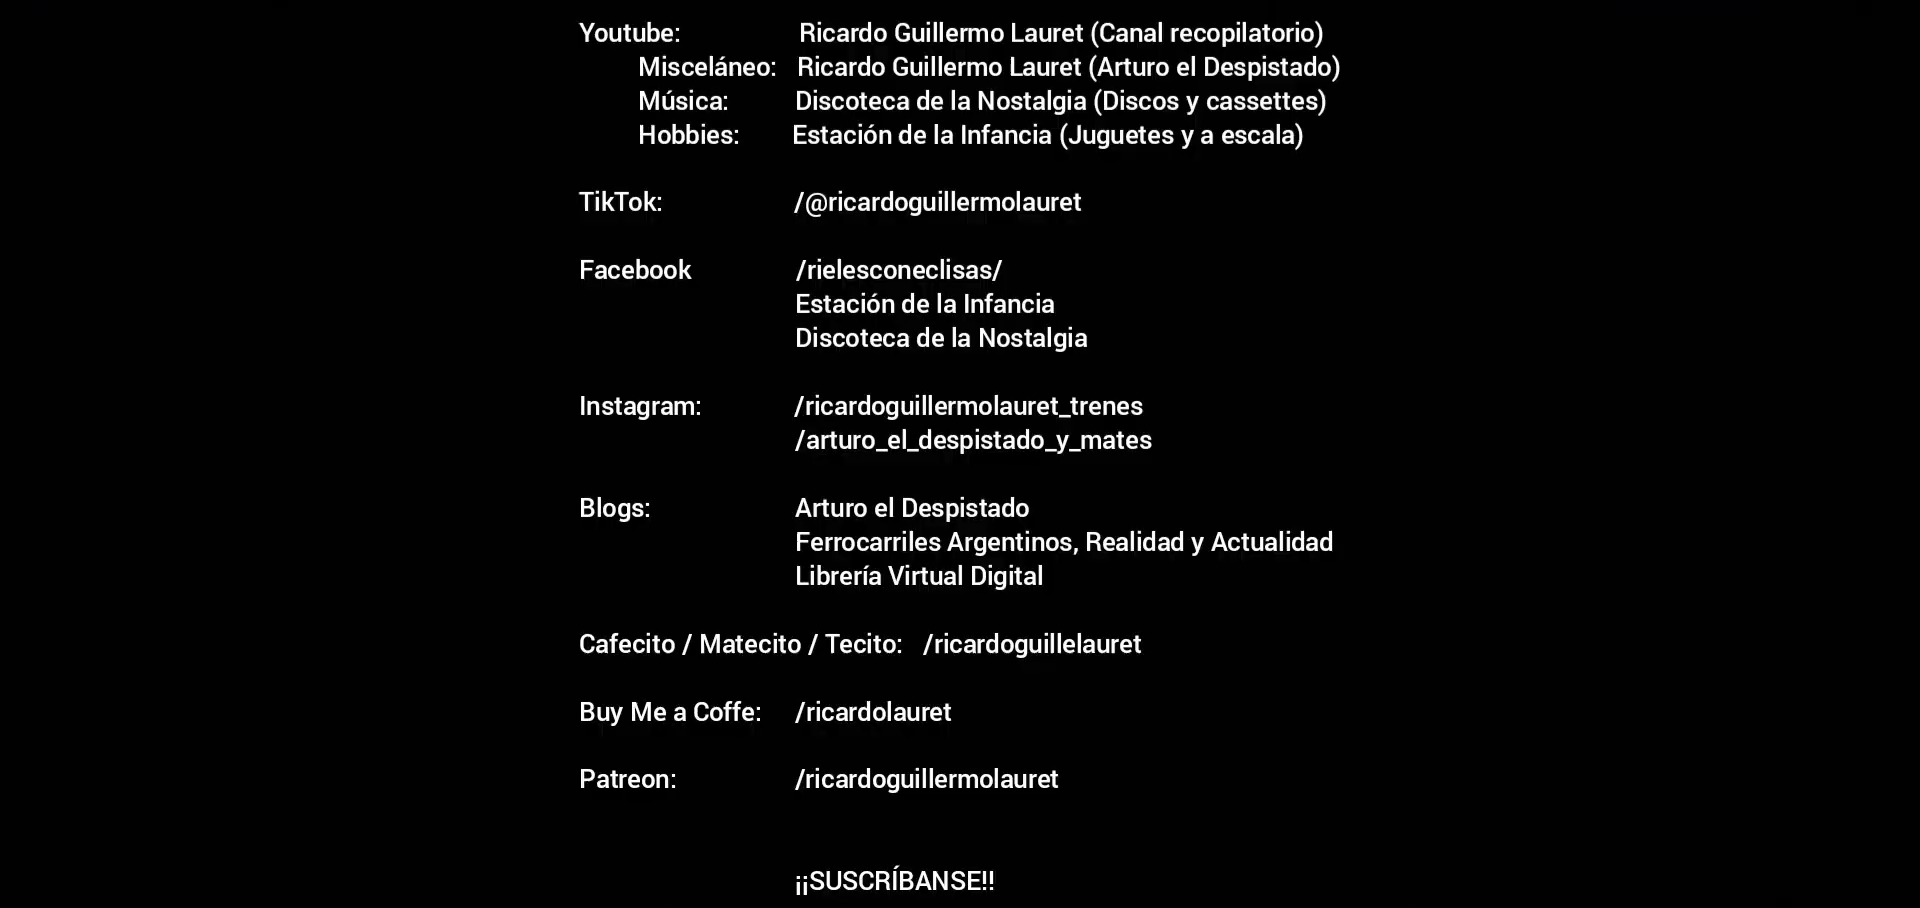 Youtube: Ricardo Guillermo Lauret (Canal recopilatorio)
Misceláneo: Ricardo Guillermo Lauret (Arturo el Despistado)
Música: Discoteca de la Nostalgia (Discos y cassettes)
Hobbies: Estación de la Infancia (Juguetes y a escala)
TikTok: /@ricardoguillermolauret
Facebook /rielesconeclisas/
Estación de la Infancia
Discoteca de la Nostalgia
Instagram: /ricardoguillermolauret_trenes
/arturo_el_despistado_y_mates
Blogs: Arturo el Despistado
Ferrocarriles Argentinos, Realidad y Actualidad
Librería Virtual Digital
Cafecito / Matecito / Tecito: /ricardoguillelauret
Buy Me a Coffe: /ricardolauret
Patreon: /ricardoguillermolauret
¡¡SUSCRÍBANSE!!